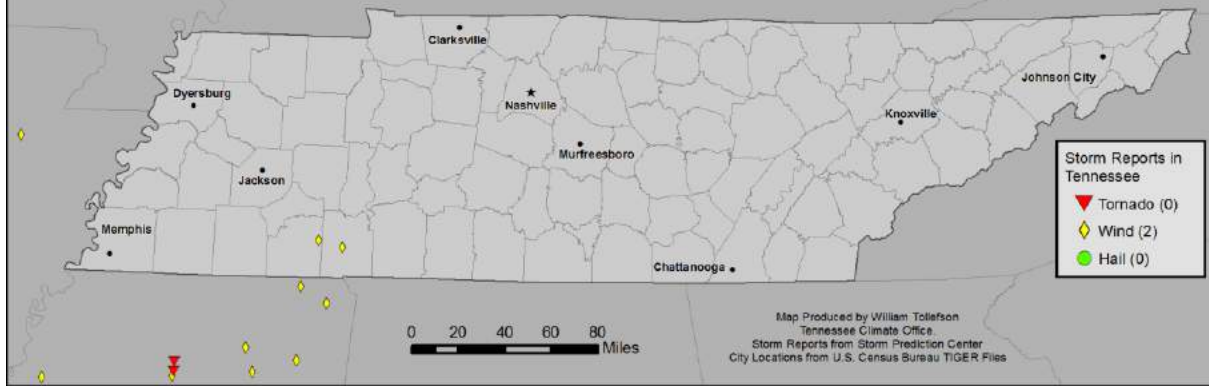 Clarksville
Johnson City
Dyersburg
Nashville
Knoxville
Murfreesboro
Jackson
Storm Reports in
Tennessee
Tornado (0)
Wind (2)
Hail (0)
Memphis
Chattanooga
0 20 40 60 80
Miles
Map Produced by William Tollefson
Tennessee Climate Office.
Storm Reports from Storm Prediction Center
City Locations from U.S. Census Bureau TIGER Files